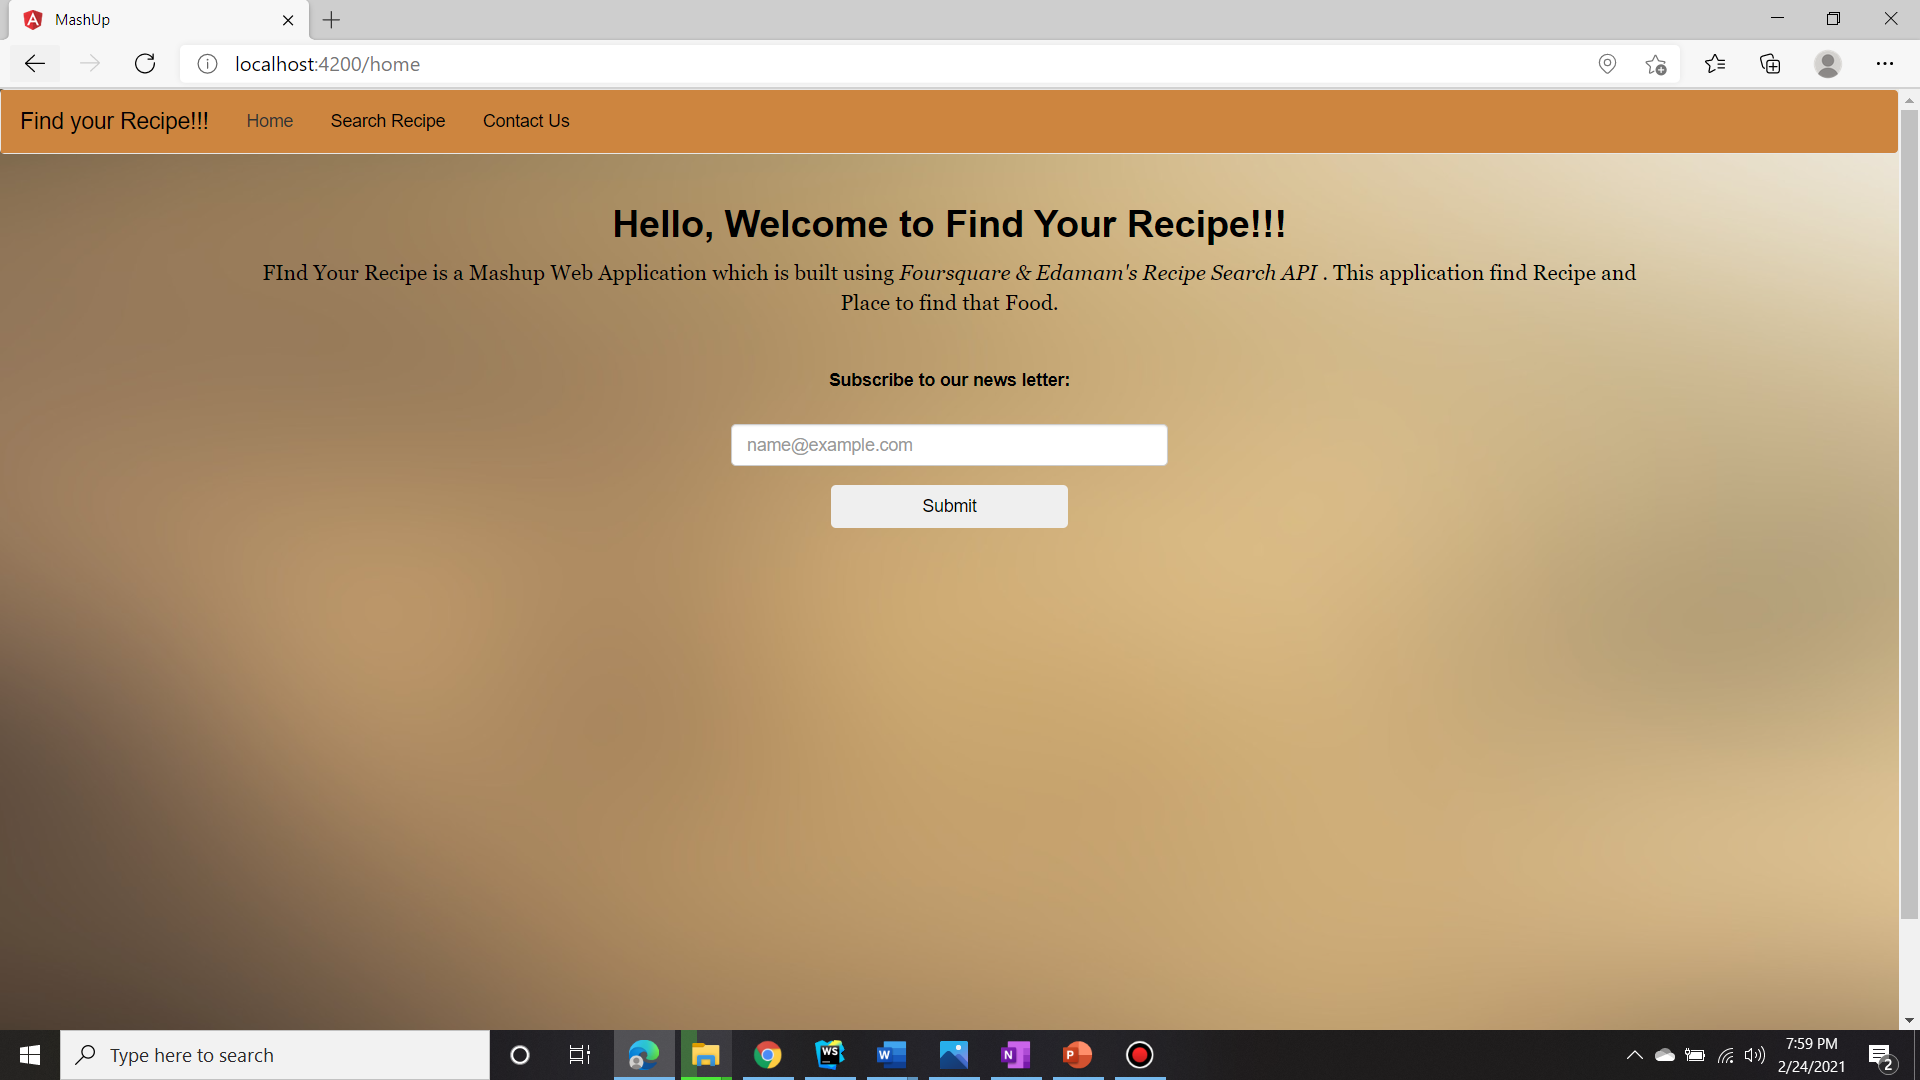 MashUp
localhost:4200/home
Find your Recipe!!! Home Search Recipe Contact Us
Hello, Welcome to Find Your Recipe!!!
FInd Your Recipe is a Mashup Web Application which is built using Foursquare & Edamam's Recipe Search API . This application find Recipe and
Place to find that Food.
Subscribe to our news letter:
name@example.com
Submit
Type here to search
WS
W
N
P
7:59 PM
2/24/2021
2